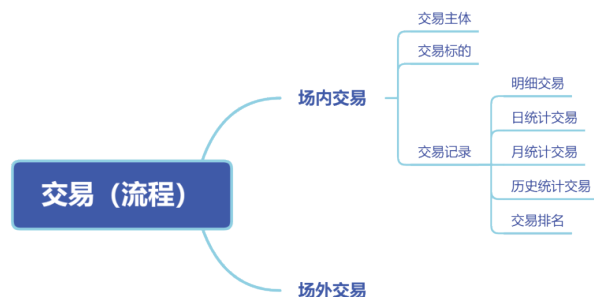 交易（流程）
场内交易
交易主体
交易标的
交易记录
明细交易
日统计交易
月统计交易
历史统计交易
交易排名
场外交易